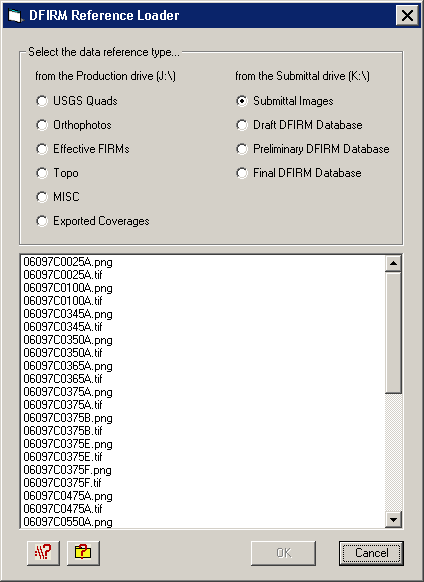 DFIRM Reference Loader
Select the data reference type...
from the Production drive (J:\)
from the Submittal drive (K:\)
USGS Quads
Submittal Images
Orthophotos
Draft DFIRM Database
Effective FIRMs
Preliminary DFIRM Database
Topo
Final DFIRM Database
MISC
Exported Coverages
06097C0025A.png
06097C0025A.tif
06097C0100A.png
06097C0100A.tif
06097C0345A.png
06097C0345A.tif
06097C0350A.png
06097C0350A.tif
06097C0365A.png
06097C0365A.tif
06097C0375A.png
06097C0375A.tif
06097C0375B.png
06097C0375B.tif
06097C0375E.png
06097C0375E.tif
06097C0375F.png
06097C0375F.tif
06097C0475A.png
06097C0475A.tif
06097C0550A.png
OK
Cancel